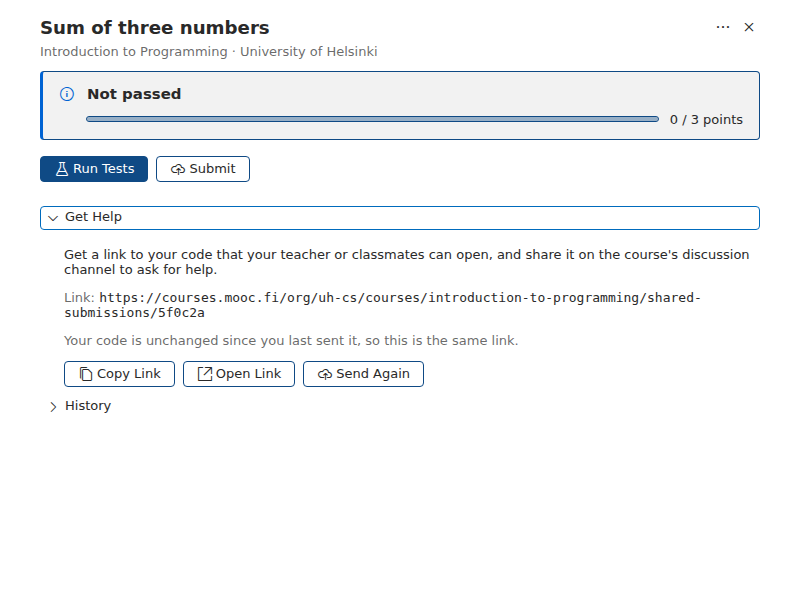 Sum of three numbers
Introduction to Programming · University of Helsinki
Not passed
0 / 3 points
Run Tests
Submit
Get Help
Get a link to your code that your teacher or classmates can open, and share it on the course's discussion
channel to ask for help.
Link: https://courses.mooc.fi/org/uh-cs/courses/introduction-to-programming/shared-
submissions/5f0c2a
Your code is unchanged since you last sent it, so this is the same link.
Copy Link
Open Link
Send Again
History